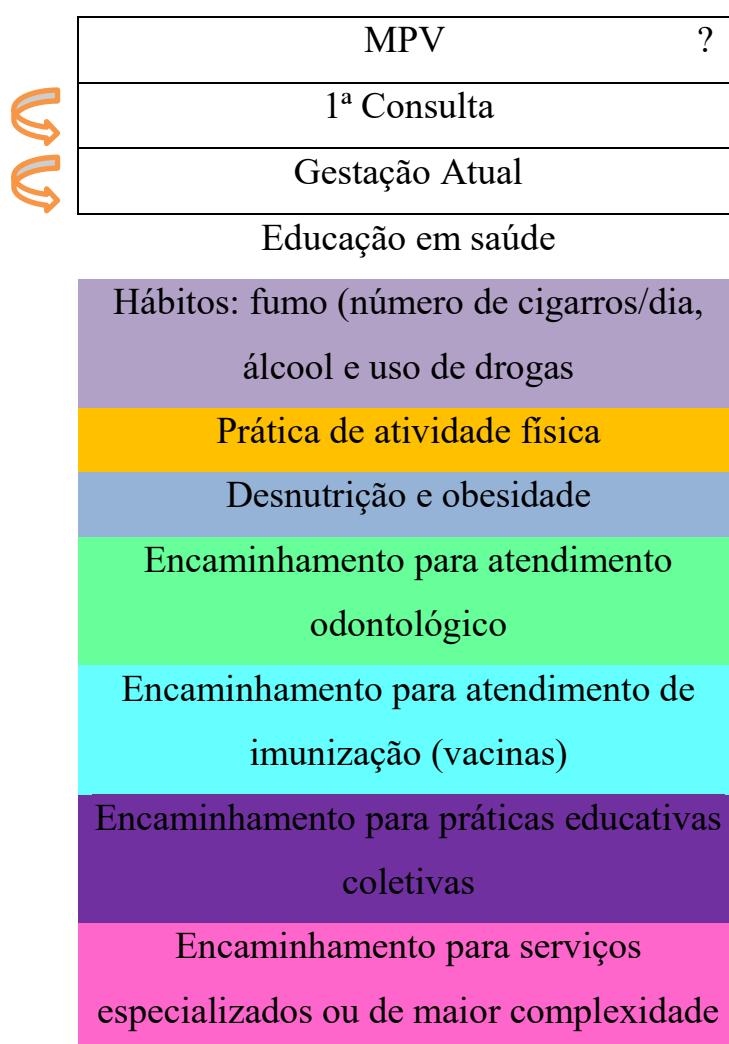 MPV ?
1ª Consulta
Gestação Atual
Educação em saúde
Hábitos: fumo (número de cigarros/dia,
álcool e uso de drogas
Prática de atividade física
Desnutrição e obesidade
Encaminhamento para atendimento
odontológico
Encaminhamento para atendimento de
imunização (vacinas)
Encaminhamento para práticas educativas
coletivas
Encaminhamento para serviços
especializados ou de maior complexidade